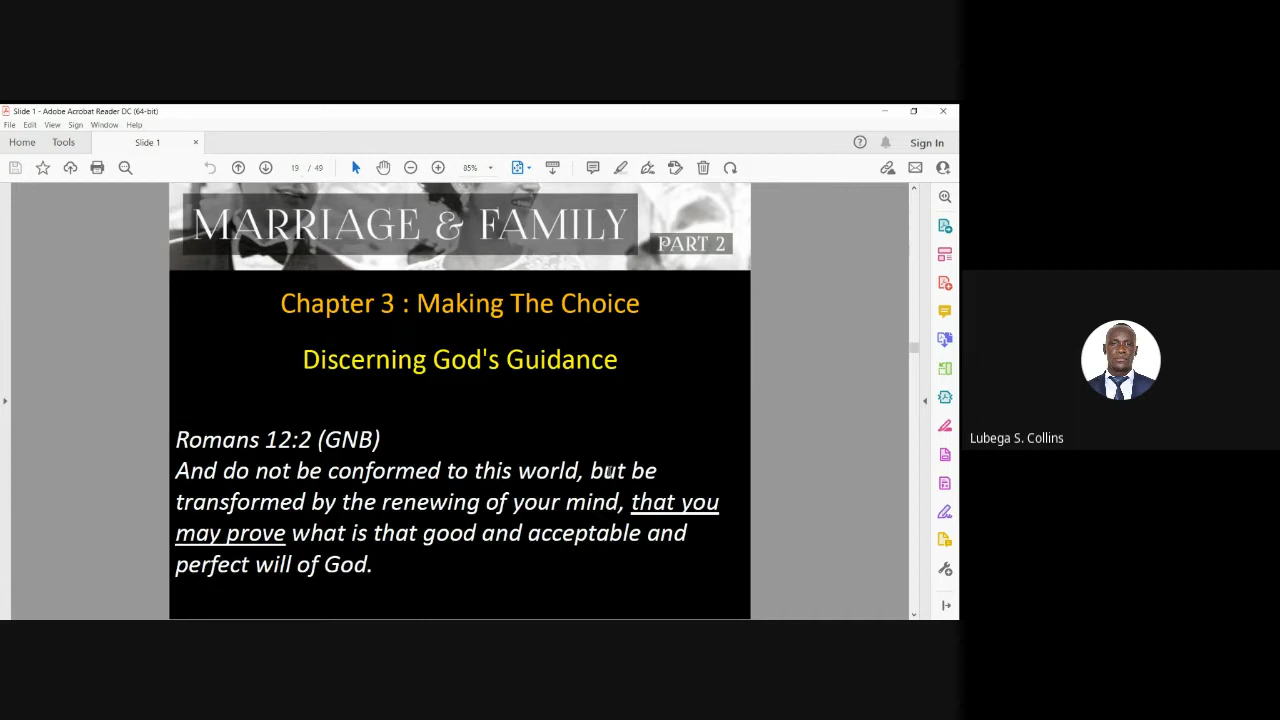 Slide 1 - Adobe Acrobat Reader DC (64-bit)
File Edit View Sign Window Help
Home Tools Slide 1 Sign In
19 / 49 85%
MARRIAGE & FAMILY
PART 2
Chapter 3 : Making The Choice
Discerning God's Guidance
Romans 12:2 (GNB)
And do not be conformed to this world, but be
transformed by the renewing of your mind, that you
may prove what is that good and acceptable and
perfect will of God.
Lubega S. Collins